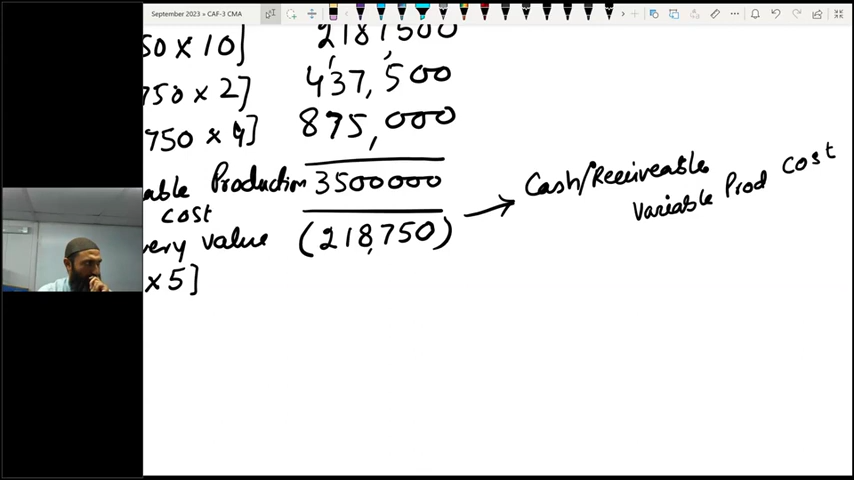 September 2023 » CAF-3 CMA
50 x 10] 2187500
750 x 2] 437,500
750 x 4] 875,000
able Production 3500000
cost
very value (218,750) → Cash/Receiveable
Variable Prod cost
x 5]